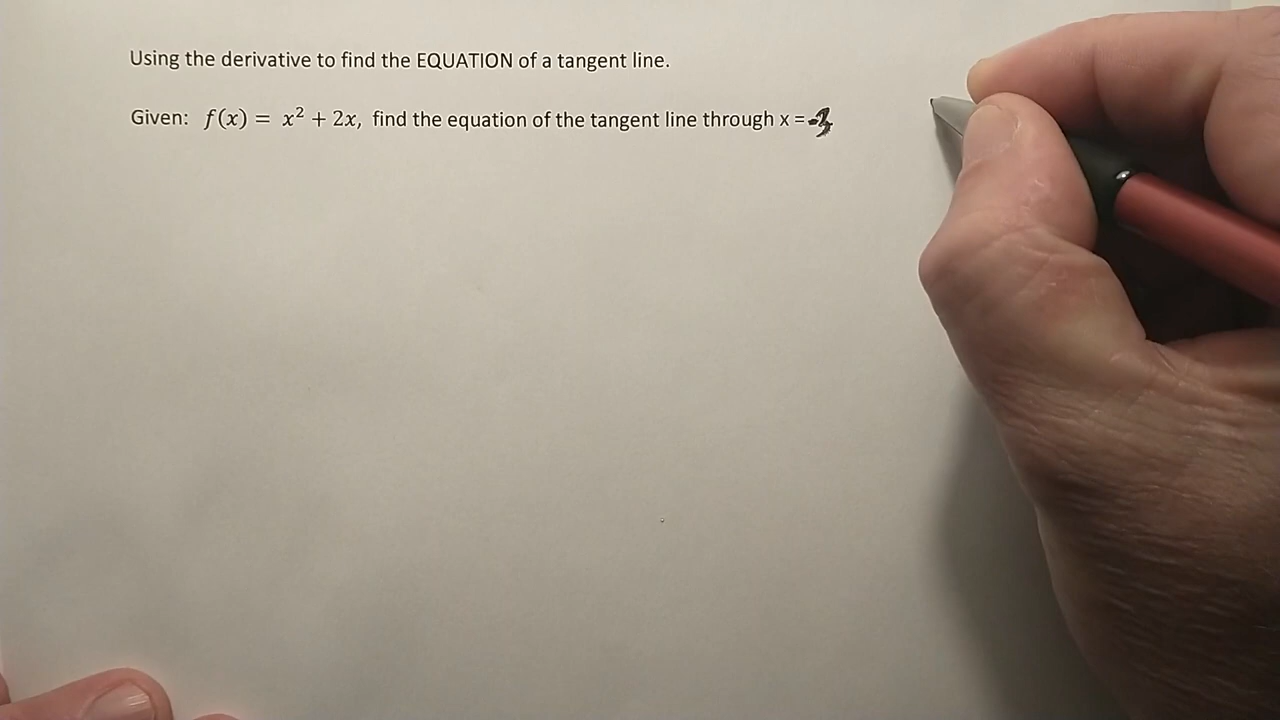 Using the derivative to find the EQUATION of a tangent line.
Given: f(x) = x² + 2x, find the equation of the tangent line through x = -3